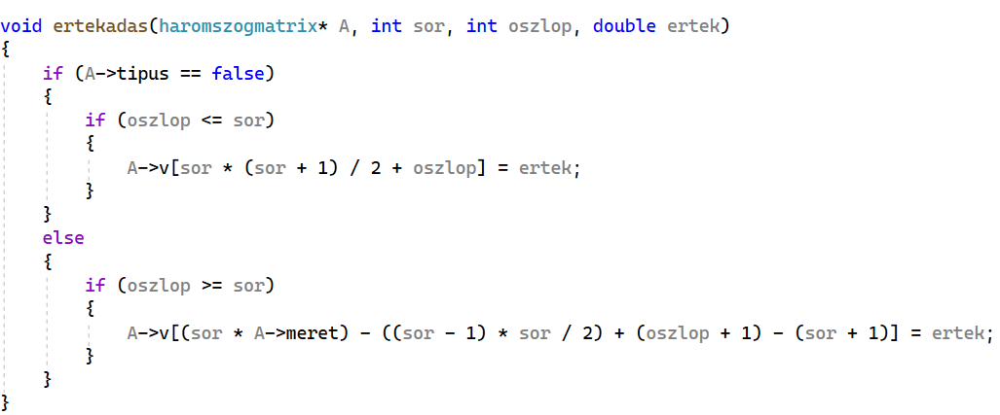 void ertekadas(haromszogmatrix* A, int sor, int oszlop, double ertek)
{
    if (A->tipus == false)
    {
        if (oszlop <= sor)
        {
            A->v[sor * (sor + 1) / 2 + oszlop] = ertek;
        }
    }
    else
    {
        if (oszlop >= sor)
        {
            A->v[(sor * A->meret) - ((sor - 1) * sor / 2) + (oszlop + 1) - (sor + 1)] = ertek;
        }
    }
}